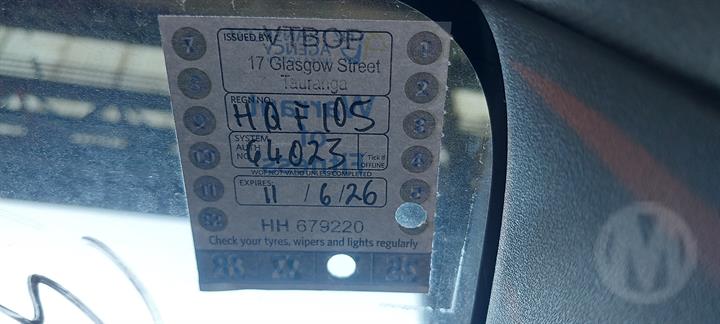 ISSUED BY VTBOP
17 Glasgow Street
Tauranga
REGN NO.
HQF105
SYSTEM AUTH NO. 64023 Tick if OFFLINE
WOF NOT VALID UNLESS COMPLETED
EXPIRES: 11/6/26
HH 679220
Check your tyres, wipers and lights regularly